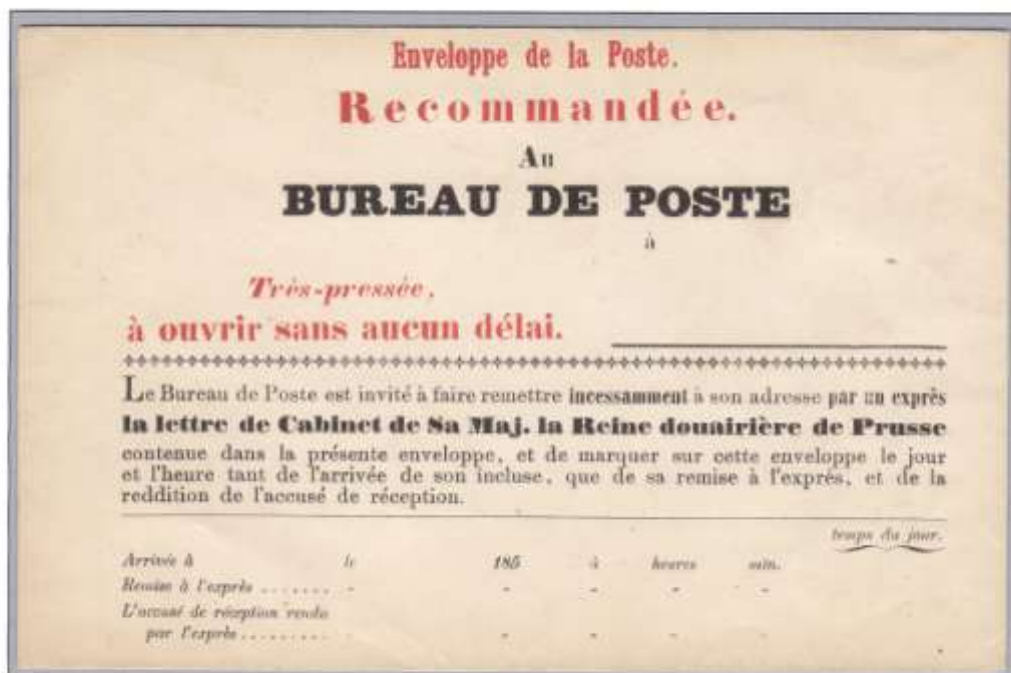 Enveloppe de la Poste.
Recommandée.
Au
BUREAU DE POSTE
à
Très-pressée,
à ouvrir sans aucun délai.
Le Bureau de Poste est invité à faire remettre incessamment à son adresse par un exprès
la lettre de Cabinet de Sa Maj. la Reine douairière de Prusse
contenue dans la présente enveloppe, et de marquer sur cette enveloppe le jour
et l'heure tant de l'arrivée de son incluse, que de sa remise à l'exprès, et de la
reddition de l'accusé de réception.
temps du jour.
Arrivée à le 185 à heures min.
Remise à l'exprès ........ „ „ „ „ „
L'accusé de réception rendu
par l'exprès .......... „ „ „ „ „